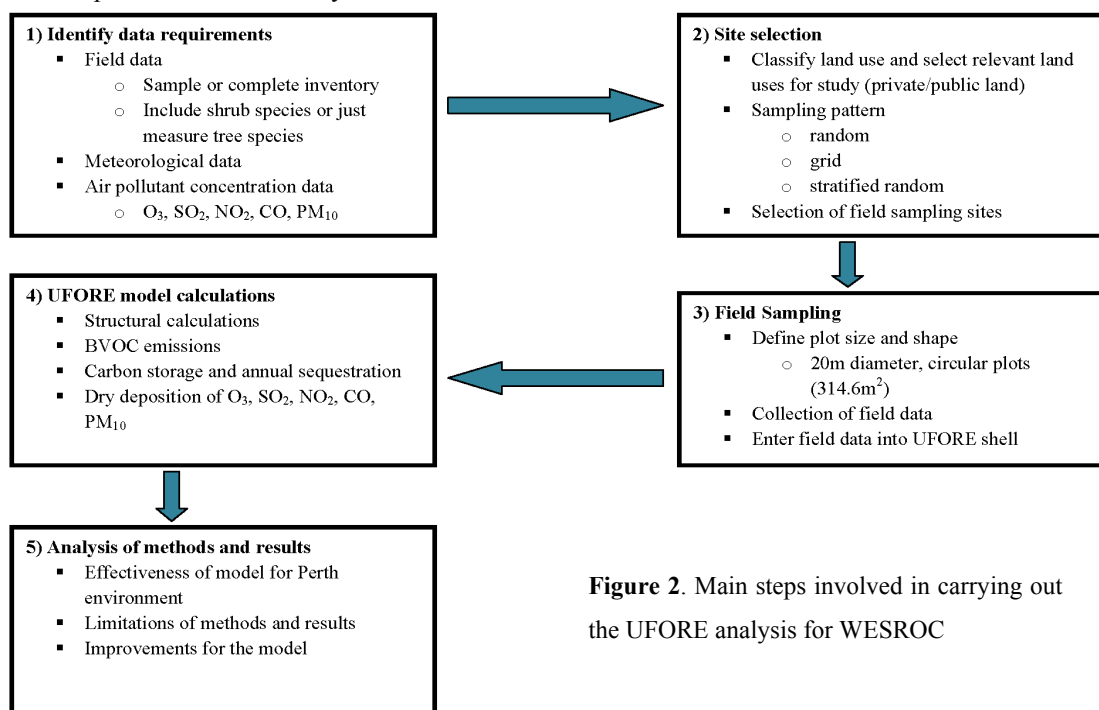 1) Identify data requirements
▪ Field data
○ Sample or complete inventory
○ Include shrub species or just
measure tree species
▪ Meteorological data
▪ Air pollutant concentration data
○ O₃, SO₂, NO₂, CO, PM₁₀
2) Site selection
▪ Classify land use and select relevant land
uses for study (private/public land)
▪ Sampling pattern
○ random
○ grid
○ stratified random
▪ Selection of field sampling sites
3) Field Sampling
▪ Define plot size and shape
○ 20m diameter, circular plots
(314.6m²)
▪ Collection of field data
▪ Enter field data into UFORE shell
4) UFORE model calculations
▪ Structural calculations
▪ BVOC emissions
▪ Carbon storage and annual sequestration
▪ Dry deposition of O₃, SO₂, NO₂, CO,
PM₁₀
5) Analysis of methods and results
▪ Effectiveness of model for Perth
environment
▪ Limitations of methods and results
▪ Improvements for the model
Figure 2. Main steps involved in carrying out
the UFORE analysis for WESROC